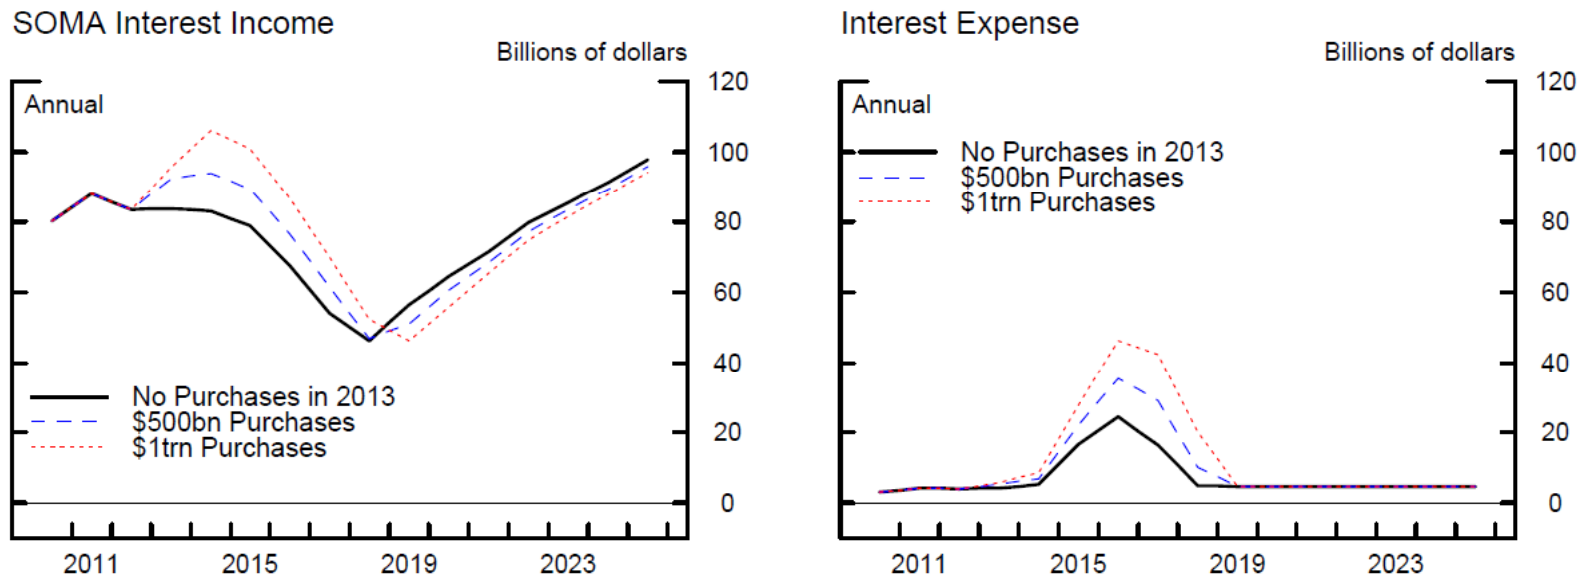 SOMA Interest Income
Billions of dollars
Annual
120
100
80
60
40
20
0
No Purchases in 2013
$500bn Purchases
$1trn Purchases
2011 2015 2019 2023
Interest Expense
Billions of dollars
Annual
120
100
80
60
40
20
0
No Purchases in 2013
$500bn Purchases
$1trn Purchases
2011 2015 2019 2023